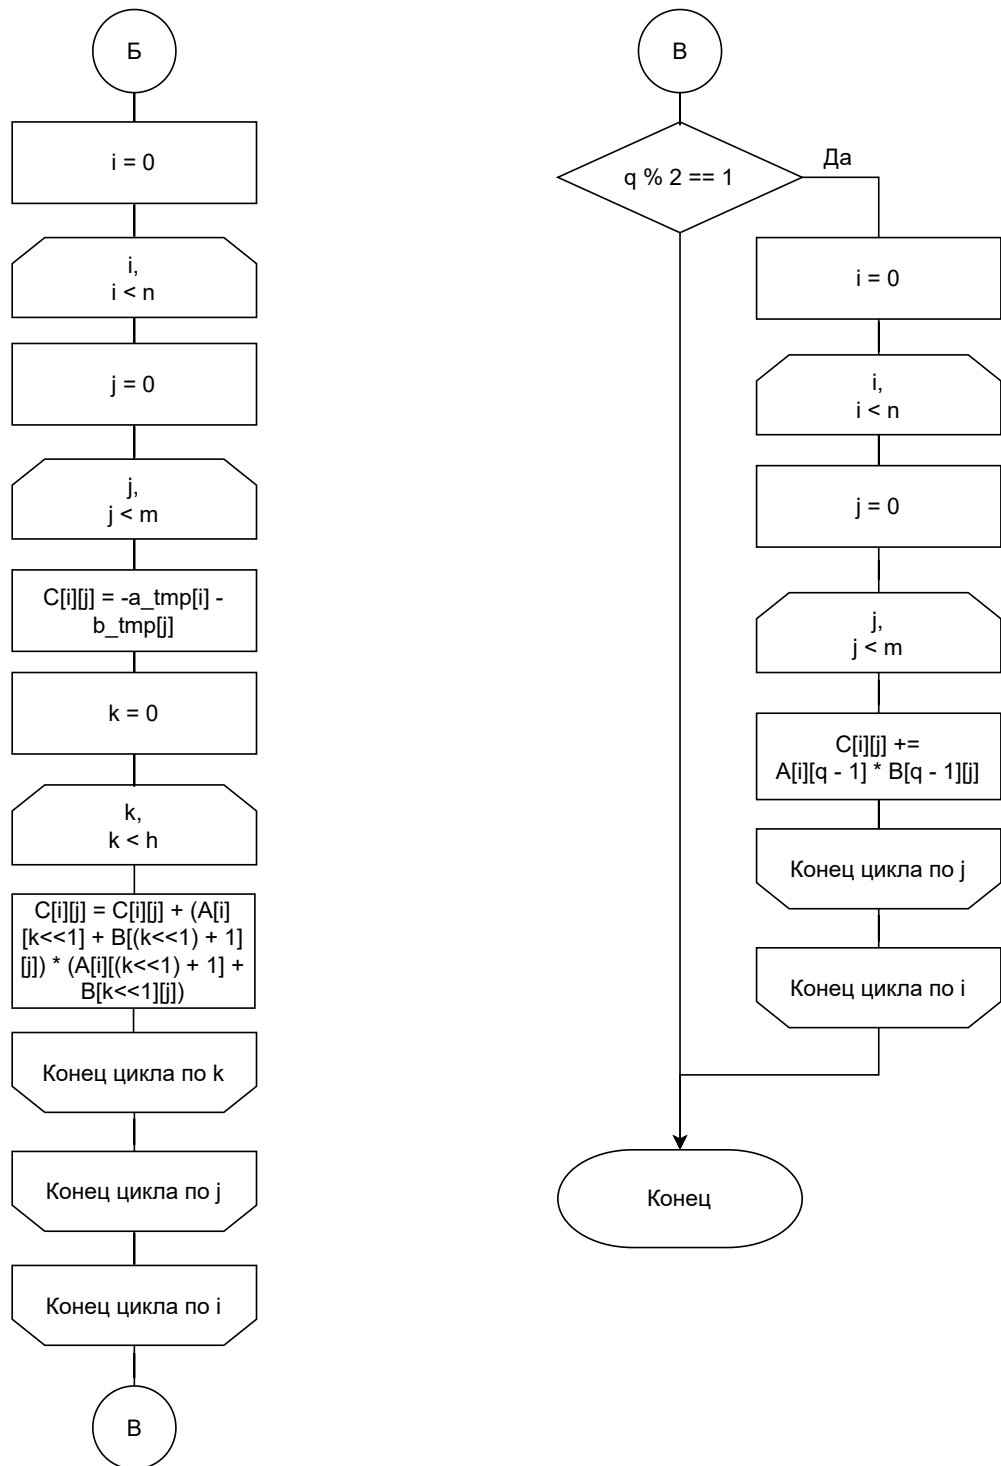 Б
i = 0
i,
i < n
j = 0
j,
j < m
C[i][j] = -a_tmp[i] -
b_tmp[j]
k = 0
k,
k < h
C[i][j] = C[i][j] + (A[i]
[k<<1] + B[(k<<1) + 1]
[j]) * (A[i][(k<<1) + 1] +
B[k<<1][j])
Конец цикла по k
Конец цикла по j
Конец цикла по i
В
В
q % 2 == 1
Да
i = 0
i,
i < n
j = 0
j,
j < m
C[i][j] +=
A[i][q - 1] * B[q - 1][j]
Конец цикла по j
Конец цикла по i
Конец